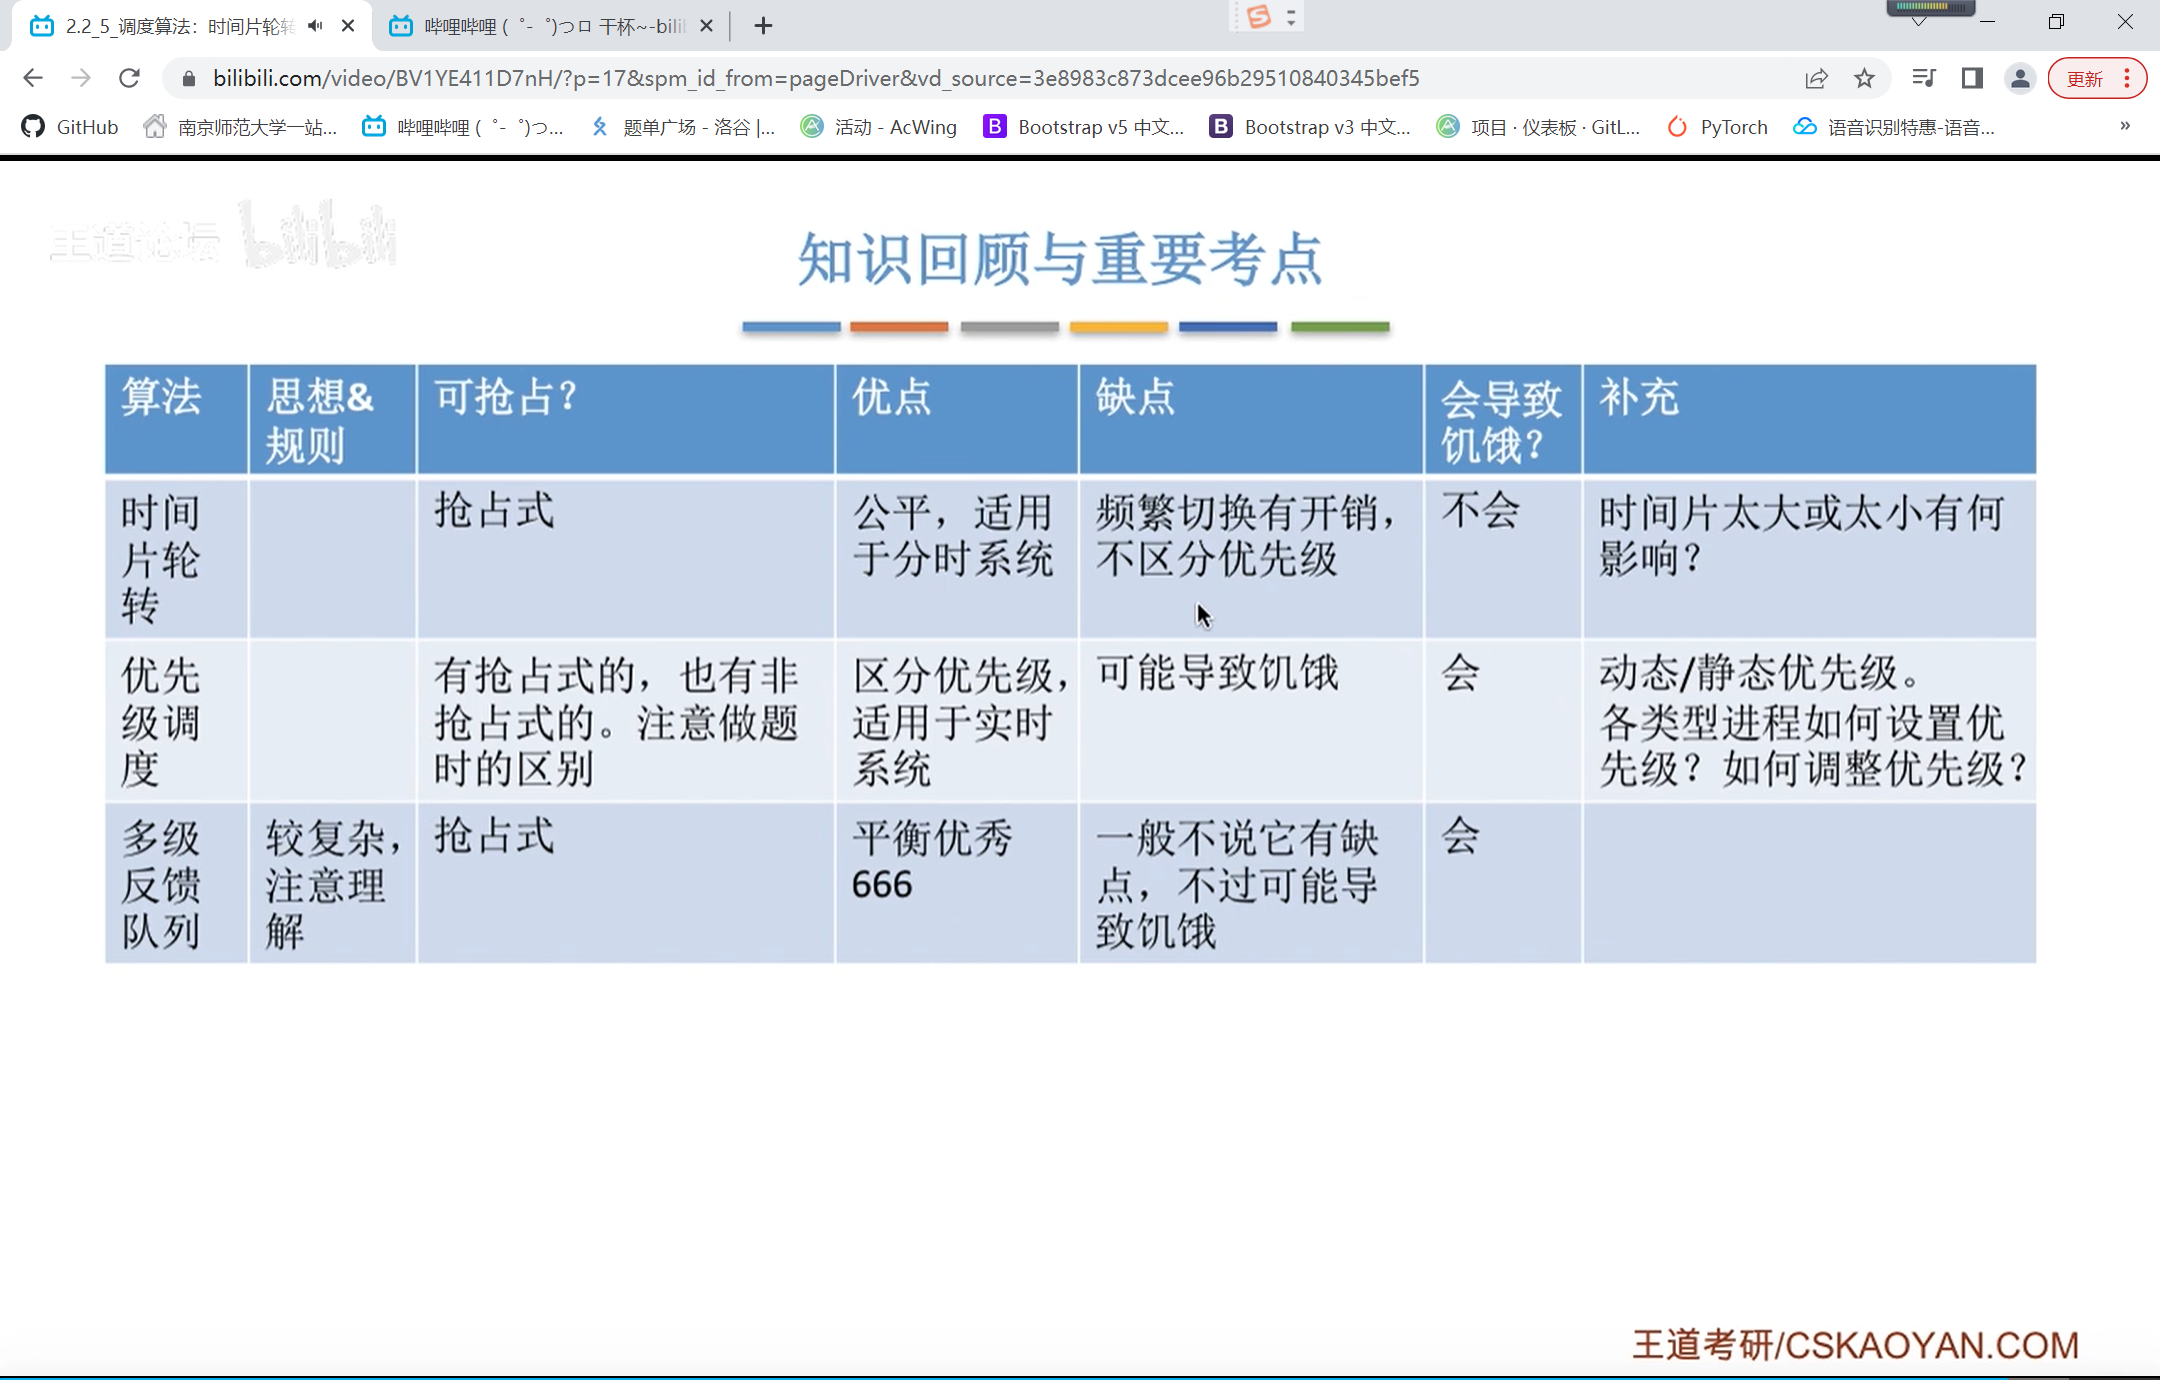 2.2_5_调度算法：时间片轮转
哔哩哔哩 (゜-゜)つロ 干杯~-bili
bilibili.com/video/BV1YE411D7nH/?p=17&spm_id_from=pageDriver&vd_source=3e8983c873dcee96b29510840345bef5
更新
GitHub
南京师范大学一站...
哔哩哔哩 (゜-゜)つ...
题单广场 - 洛谷 |...
活动 - AcWing
Bootstrap v5 中文...
Bootstrap v3 中文...
项目 · 仪表板 · GitL...
PyTorch
语音识别特惠-语音...
»
王道论坛
bilibili
知识回顾与重要考点
算法
思想&
规则
可抢占？
优点
缺点
会导致
饥饿？
补充
时间
片轮
转
抢占式
公平，适用
于分时系统
频繁切换有开销，
不区分优先级
不会
时间片太大或太小有何
影响？
优先
级调
度
有抢占式的，也有非
抢占式的。注意做题
时的区别
区分优先级，
适用于实时
系统
可能导致饥饿
会
动态/静态优先级。
各类型进程如何设置优
先级？如何调整优先级？
多级
反馈
队列
较复杂，
注意理
解
抢占式
平衡优秀
666
一般不说它有缺
点，不过可能导
致饥饿
会
王道考研/CSKAOYAN.COM